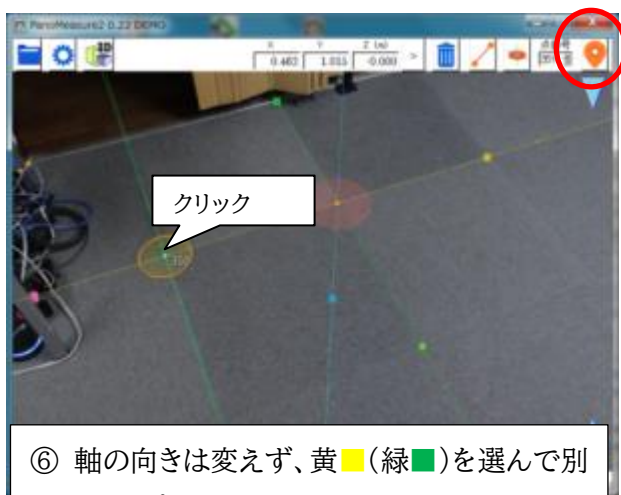 PanoMeasure2 0.22 DEMO
3D
X Y Z (m)
0.462 1.015 -0.000 >
クリック
⑥ 軸の向きは変えず、黄■(緑■)を選んで別